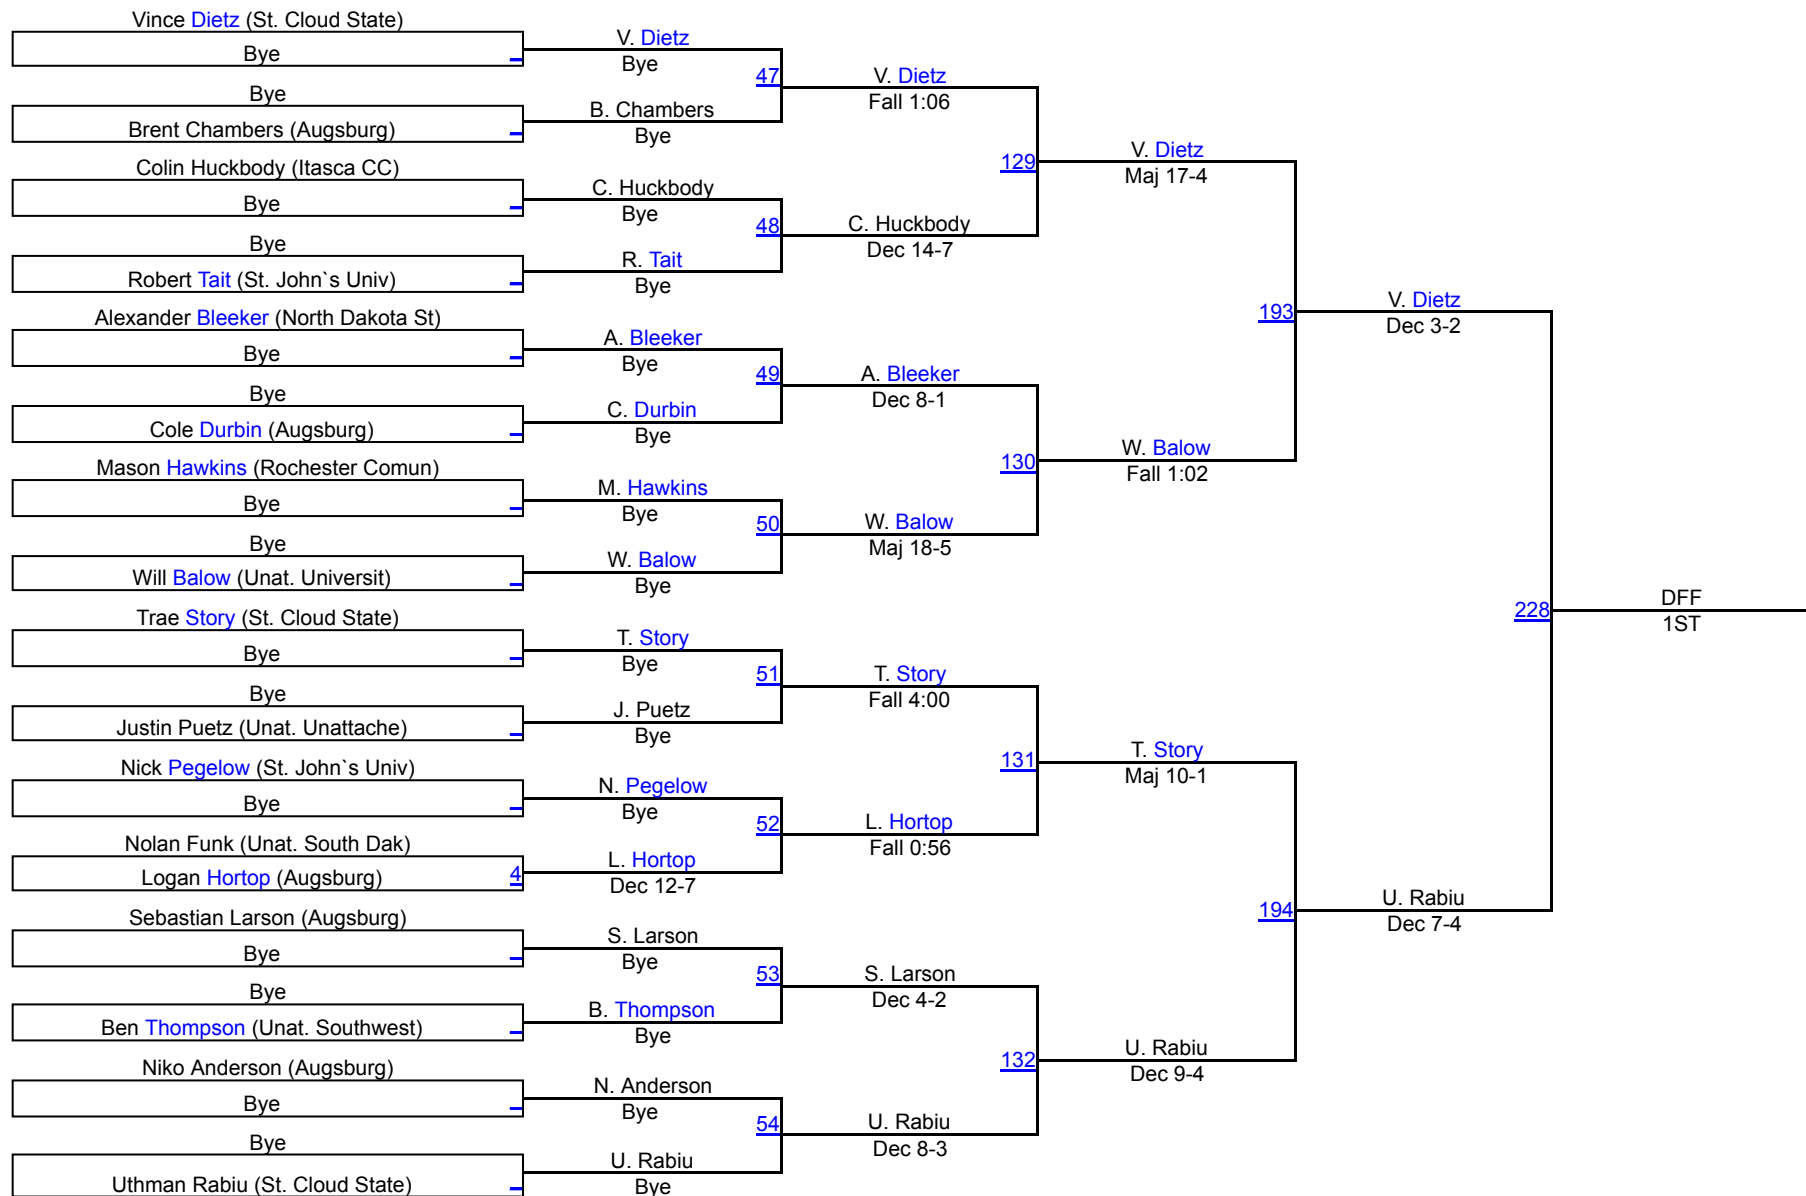 Vince Dietz (St. Cloud State)
Bye
Bye
Brent Chambers (Augsburg)
Colin Huckbody (Itasca CC)
Bye
Bye
Robert Tait (St. John`s Univ)
Alexander Bleeker (North Dakota St)
Bye
Bye
Cole Durbin (Augsburg)
Mason Hawkins (Rochester Comun)
Bye
Bye
Will Balow (Unat. Universit)
Trae Story (St. Cloud State)
Bye
Bye
Justin Puetz (Unat. Unattache)
Nick Pegelow (St. John`s Univ)
Bye
Nolan Funk (Unat. South Dak)
Logan Hortop (Augsburg)
4
Sebastian Larson (Augsburg)
Bye
Bye
Ben Thompson (Unat. Southwest)
Niko Anderson (Augsburg)
Bye
Bye
Uthman Rabiu (St. Cloud State)
V. Dietz
Bye
47
B. Chambers
Bye
C. Huckbody
Bye
48
R. Tait
Bye
A. Bleeker
Bye
49
C. Durbin
Bye
M. Hawkins
Bye
50
W. Balow
Bye
T. Story
Bye
51
J. Puetz
Bye
N. Pegelow
Bye
52
L. Hortop
Dec 12-7
S. Larson
Bye
53
B. Thompson
Bye
N. Anderson
Bye
54
U. Rabiu
Bye
V. Dietz
Fall 1:06
129
C. Huckbody
Dec 14-7
A. Bleeker
Dec 8-1
130
W. Balow
Maj 18-5
T. Story
Fall 4:00
131
L. Hortop
Fall 0:56
S. Larson
Dec 4-2
132
U. Rabiu
Dec 8-3
V. Dietz
Maj 17-4
193
W. Balow
Fall 1:02
T. Story
Maj 10-1
194
U. Rabiu
Dec 9-4
V. Dietz
Dec 3-2
228
U. Rabiu
Dec 7-4
DFF
1ST